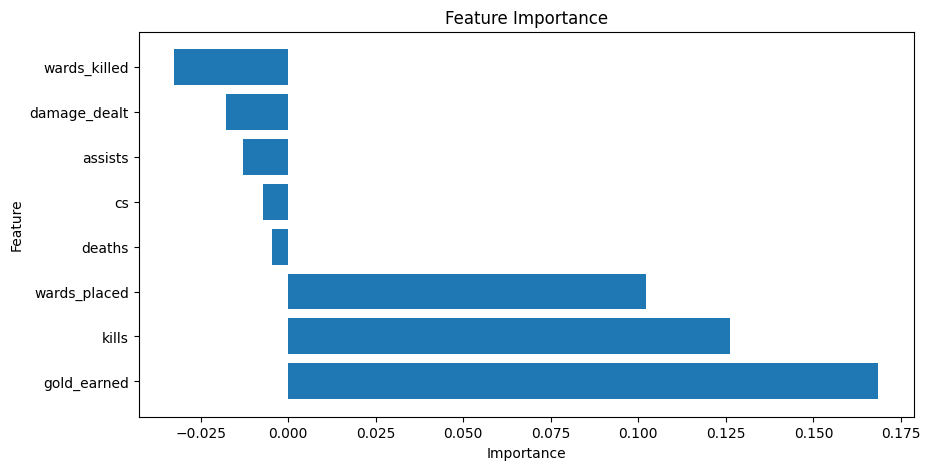 Feature Importance
wards_killed
damage_dealt
assists
cs
deaths
wards_placed
kills
gold_earned
Feature
−0.025 0.000 0.025 0.050 0.075 0.100 0.125 0.150 0.175
Importance